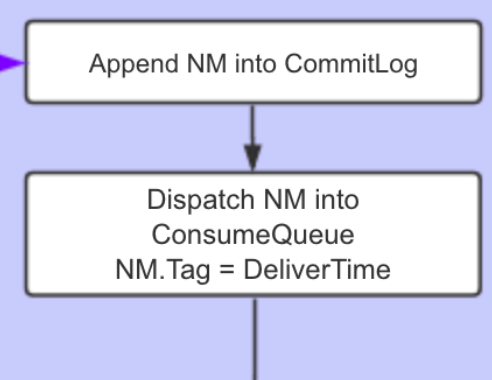 Append NM into CommitLog
Dispatch NM into
ConsumeQueue
NM.Tag = DeliverTime